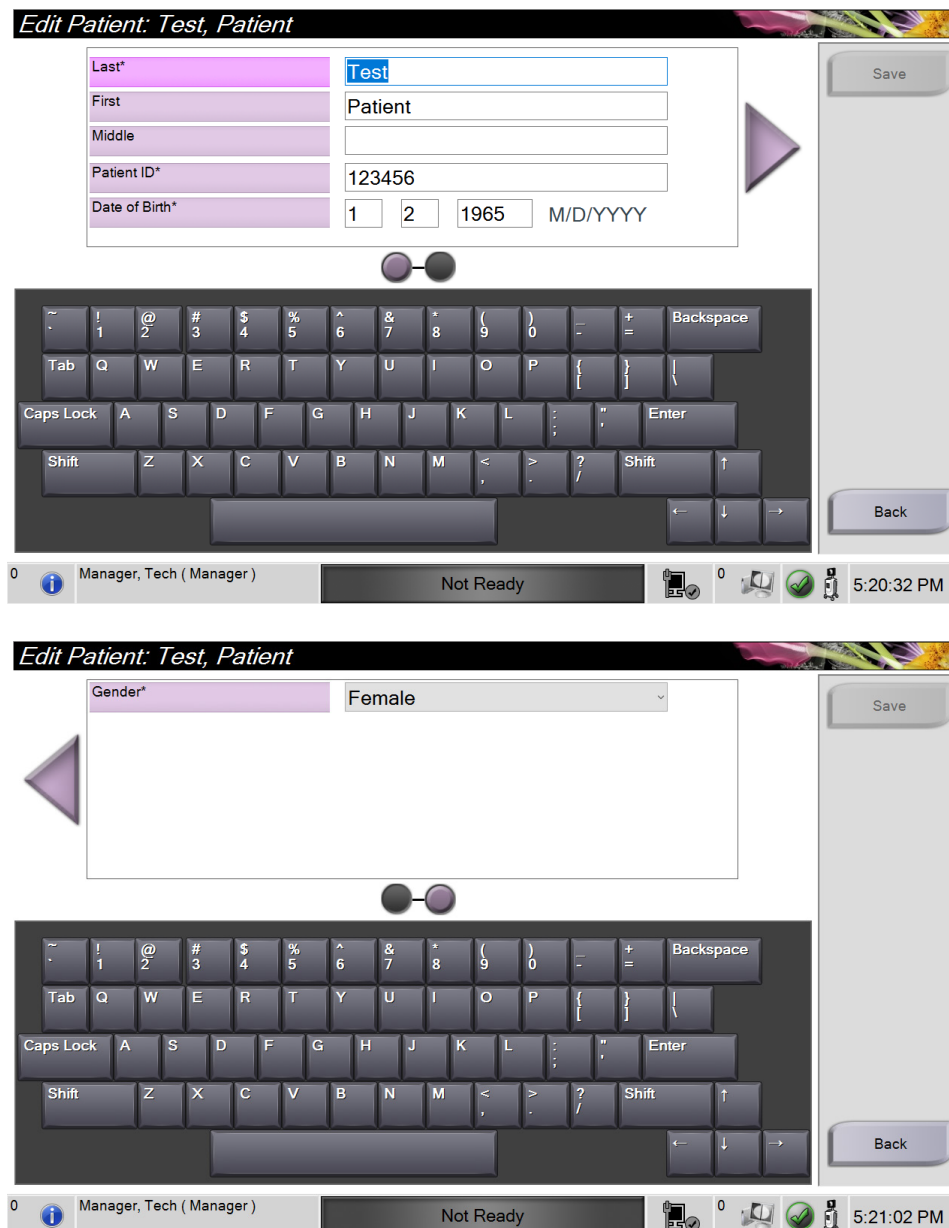 Edit Patient: Test, Patient
Last* Test
First Patient
Middle
Patient ID* 123456
Date of Birth* 1 2 1965 M/D/YYYY
Save
~ ! @ # $ % ^ & * ( ) _ + Backspace
` 1 2 3 4 5 6 7 8 9 0 - =
Tab Q W E R T Y U I O P { } |
[ ] \
Caps Lock A S D F G H J K L : " Enter
; '
Shift Z X C V B N M < > ? Shift ↑
, . /
← ↓ →
Back
0 Manager, Tech ( Manager ) Not Ready 0 5:20:32 PM
Edit Patient: Test, Patient
Gender* Female
Save
~ ! @ # $ % ^ & * ( ) _ + Backspace
` 1 2 3 4 5 6 7 8 9 0 - =
Tab Q W E R T Y U I O P { } |
[ ] \
Caps Lock A S D F G H J K L : " Enter
; '
Shift Z X C V B N M < > ? Shift ↑
, . /
← ↓ →
Back
0 Manager, Tech ( Manager ) Not Ready 0 5:21:02 PM